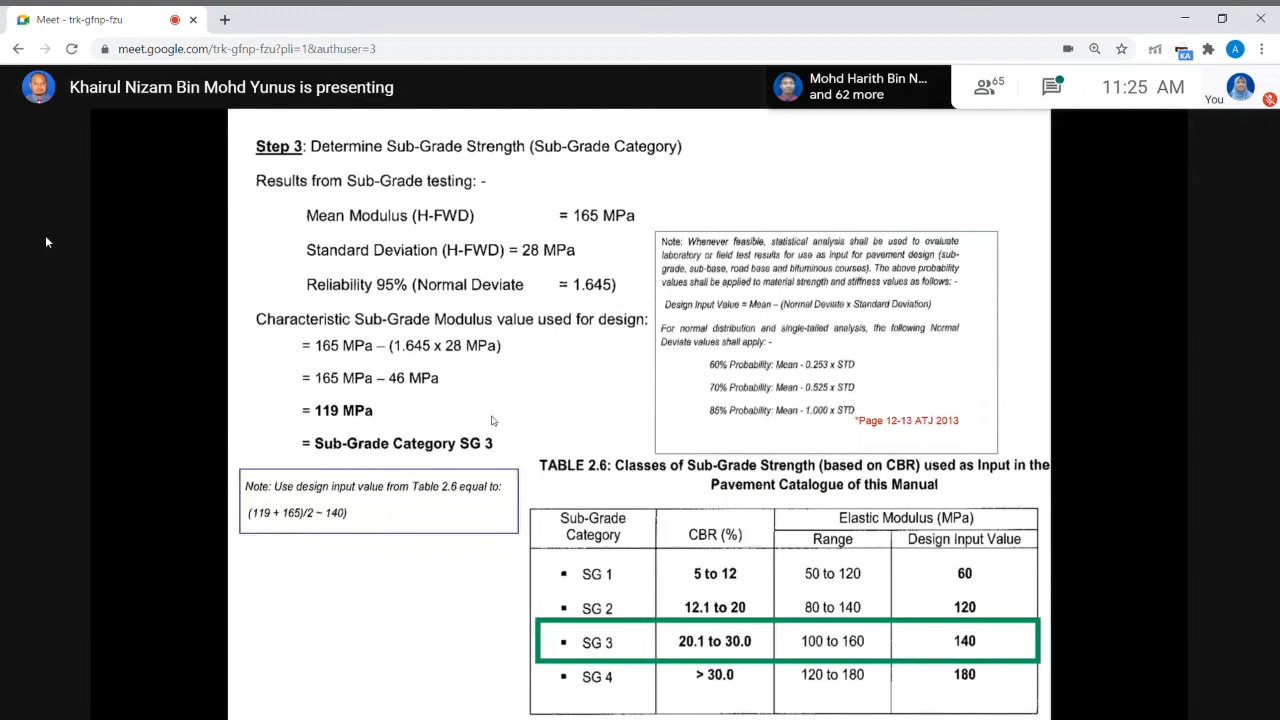 Meet - trk-gfnp-fzu
meet.google.com/trk-gfnp-fzu?pli=1&authuser=3
KA
A
Khairul Nizam Bin Mohd Yunus is presenting
Mohd Harith Bin N...
and 62 more
65
11:25 AM
You
Step 3: Determine Sub-Grade Strength (Sub-Grade Category)
Results from Sub-Grade testing: -
Mean Modulus (H-FWD) = 165 MPa
Standard Deviation (H-FWD) = 28 MPa
Reliability 95% (Normal Deviate = 1.645)
Characteristic Sub-Grade Modulus value used for design:
= 165 MPa – (1.645 x 28 MPa)
= 165 MPa – 46 MPa
= 119 MPa
= Sub-Grade Category SG 3
Note: Use design input value from Table 2.6 equal to:
(119 + 165)/2 ~ 140)
Note: Whenever feasible, statistical analysis shall be used to evaluate
laboratory or field test results for use as input for pavement design (sub-
grade, sub-base, road base and bituminous courses). The above probability
values shall be applied to material strength and stiffness values as follows: -
Design Input Value = Mean – (Normal Deviate x Standard Deviation)
For normal distribution and single-tailed analysis, the following Normal
Deviate values shall apply: -
60% Probability: Mean - 0.253 x STD
70% Probability: Mean - 0.525 x STD
85% Probability: Mean - 1.000 x STD
*Page 12-13 ATJ 2013
TABLE 2.6: Classes of Sub-Grade Strength (based on CBR) used as Input in the
Pavement Catalogue of this Manual
Sub-Grade Category CBR (%) Elastic Modulus (MPa)
Range Design Input Value
▪ SG 1 5 to 12 50 to 120 60
▪ SG 2 12.1 to 20 80 to 140 120
▪ SG 3 20.1 to 30.0 100 to 160 140
▪ SG 4 > 30.0 120 to 180 180